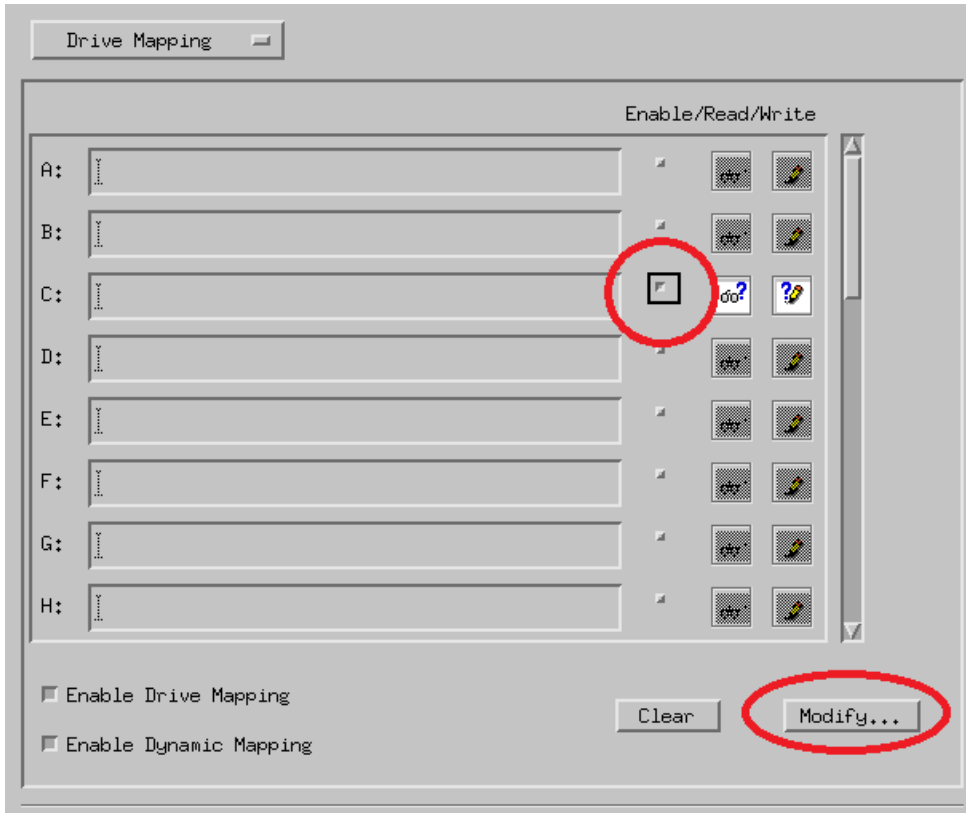 Drive Mapping
Enable/Read/Write
A:
B:
C:
? ?
D:
E:
F:
G:
H:
Enable Drive Mapping
Clear Modify...
Enable Dynamic Mapping